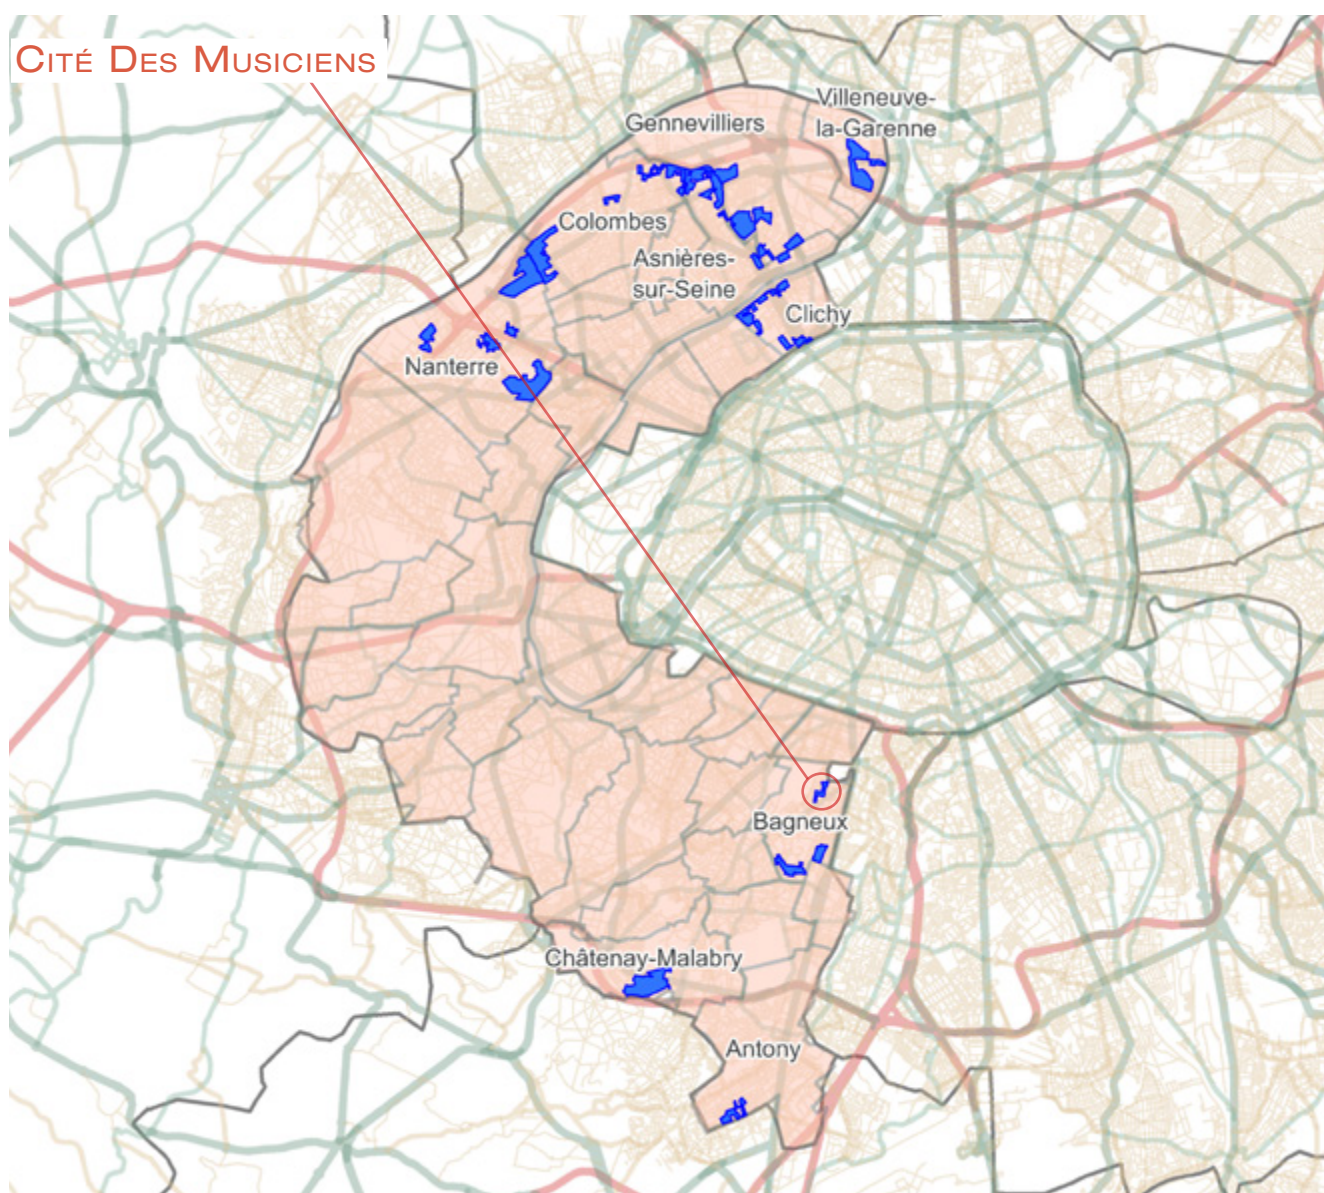 Cité Des Musiciens
Villeneuve-
la-Garenne
Gennevilliers
Colombes
Asnières-
sur-Seine
Clichy
Nanterre
Bagneux
Châtenay-Malabry
Antony